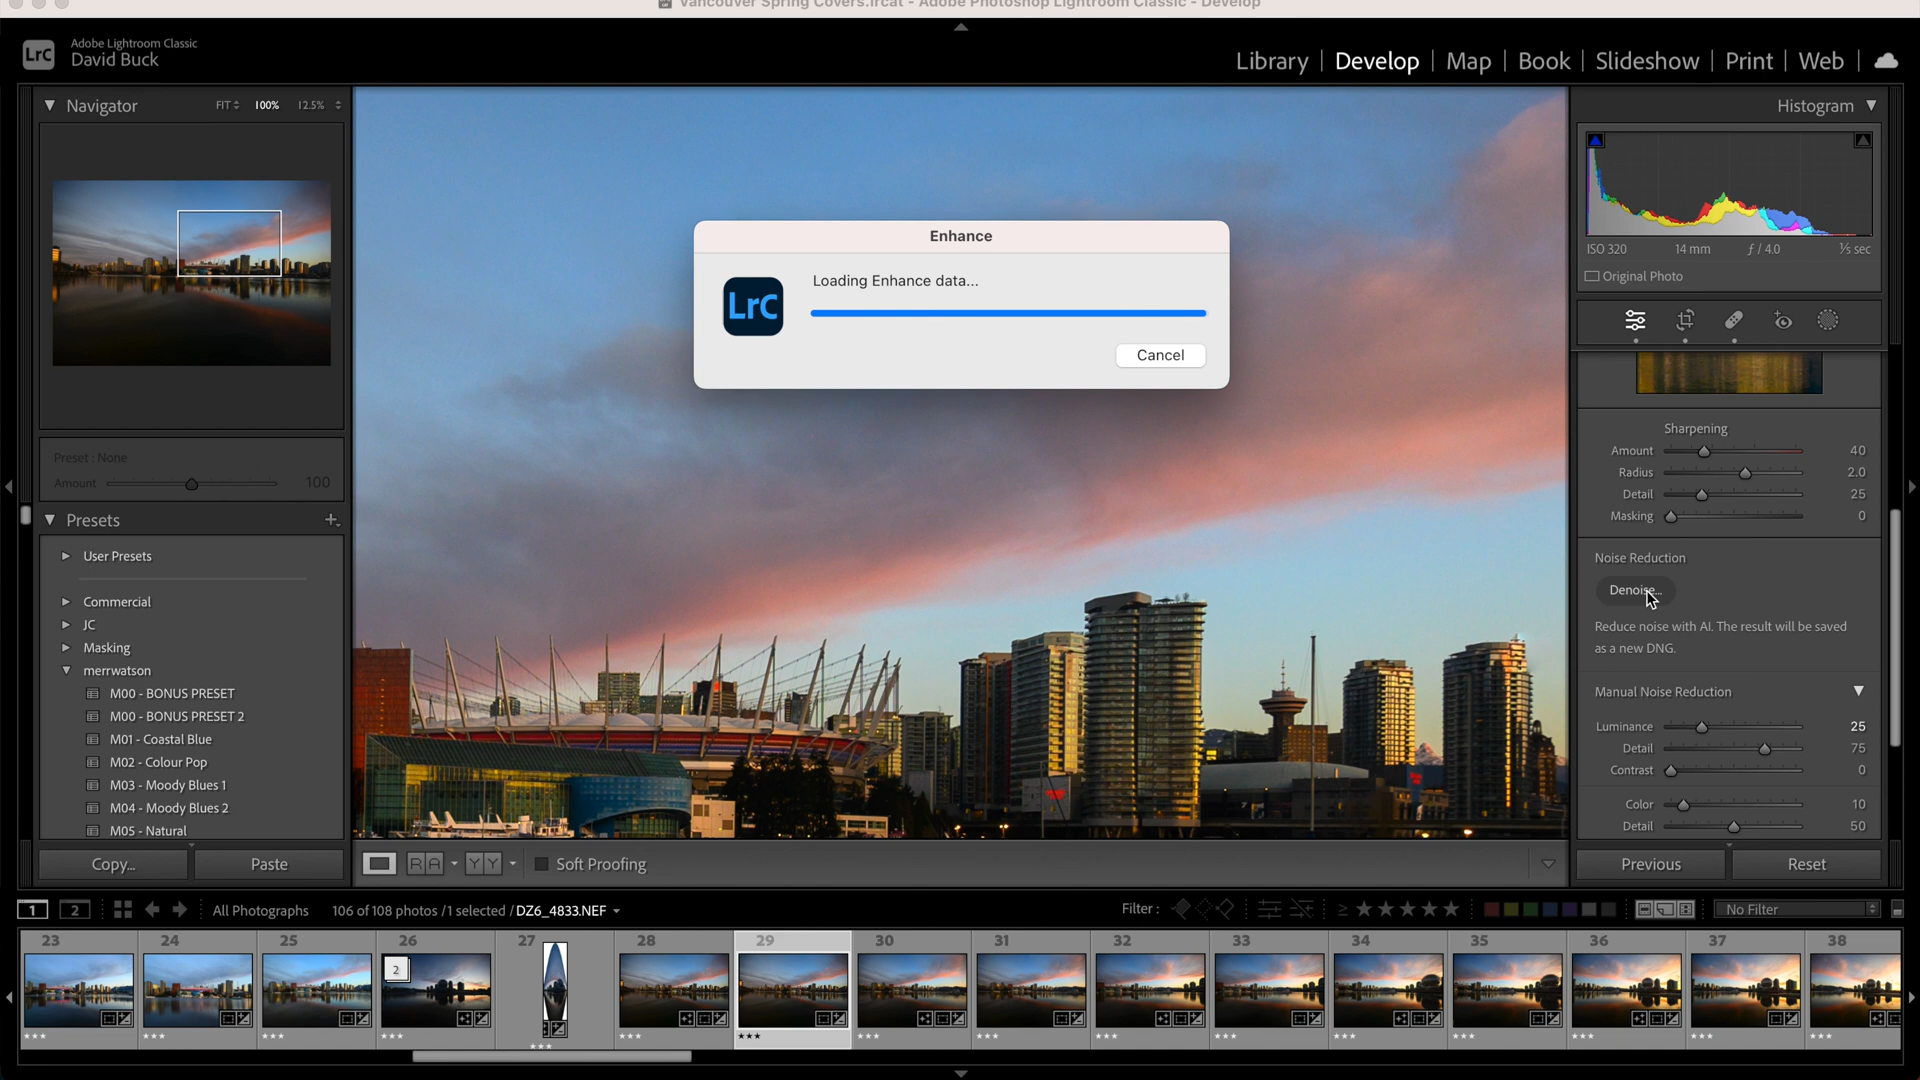 Vancouver Spring Covers.lrcat - Adobe Photoshop Lightroom Classic - Develop
LrC
Adobe Lightroom Classic
David Buck
Library | Develop | Map | Book | Slideshow | Print | Web
Navigator FIT 100% 12.5%
Preset : None
Amount 100
Presets
User Presets
Commercial
JC
Masking
merrwatson
M00 - BONUS PRESET
M00 - BONUS PRESET 2
M01 - Coastal Blue
M02 - Colour Pop
M03 - Moody Blues 1
M04 - Moody Blues 2
M05 - Natural
Copy... Paste
Enhance
LrC
Loading Enhance data...
Cancel
RA YY Soft Proofing
Histogram
ISO 320 14 mm ƒ / 4.0 ⅓ sec
Original Photo
Sharpening
Amount 40
Radius 2.0
Detail 25
Masking 0
Noise Reduction
Denoise...
Reduce noise with AI. The result will be saved
as a new DNG.
Manual Noise Reduction
Luminance 25
Detail 75
Contrast 0
Color 10
Detail 50
Previous Reset
1 2 All Photographs 106 of 108 photos / 1 selected / DZ6_4833.NEF Filter : ≥ ★★★★★ No Filter
23 24 25 26 27 28 29 30 31 32 33 34 35 36 37 38
2